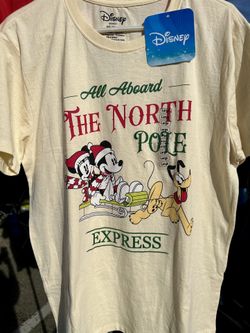 Disney
Disney
All Aboard
THE NORTH
POLE
EXPRESS